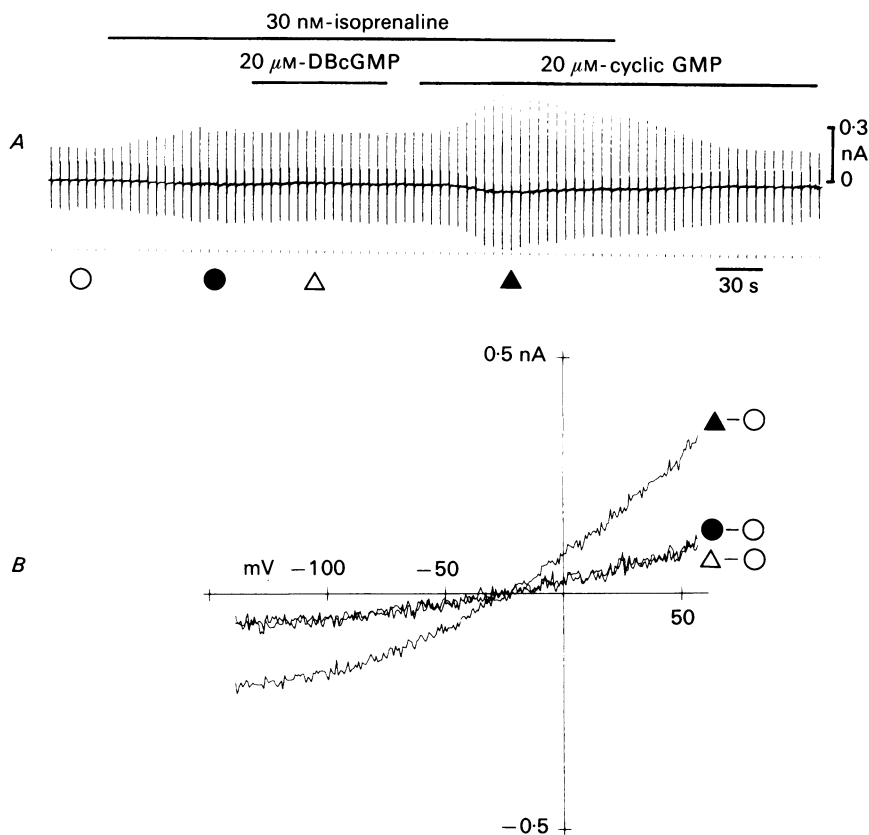 30 nM-isoprenaline
20 μM-DBcGMP 20 μM-cyclic GMP
A
0·3
nA
0
30 s
0·5 nA
▲–○
●–○
△–○
B
mV −100 −50
50
−0·5